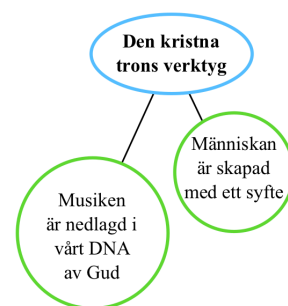 Den kristna
trons verktyg
Människan
är skapad
med ett syfte
Musiken
är nedlagd i
vårt DNA
av Gud